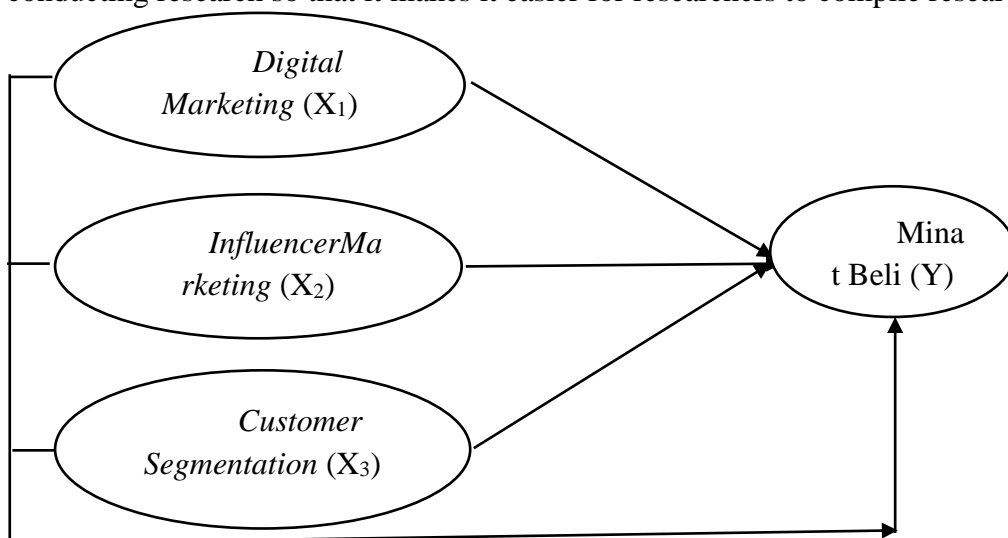 conducting research so that it makes it easier for researchers to compile resear
Digital
Marketing (X1)
InfluencerMa
rketing (X2)
Mina
t Beli (Y)
Customer
Segmentation (X3)